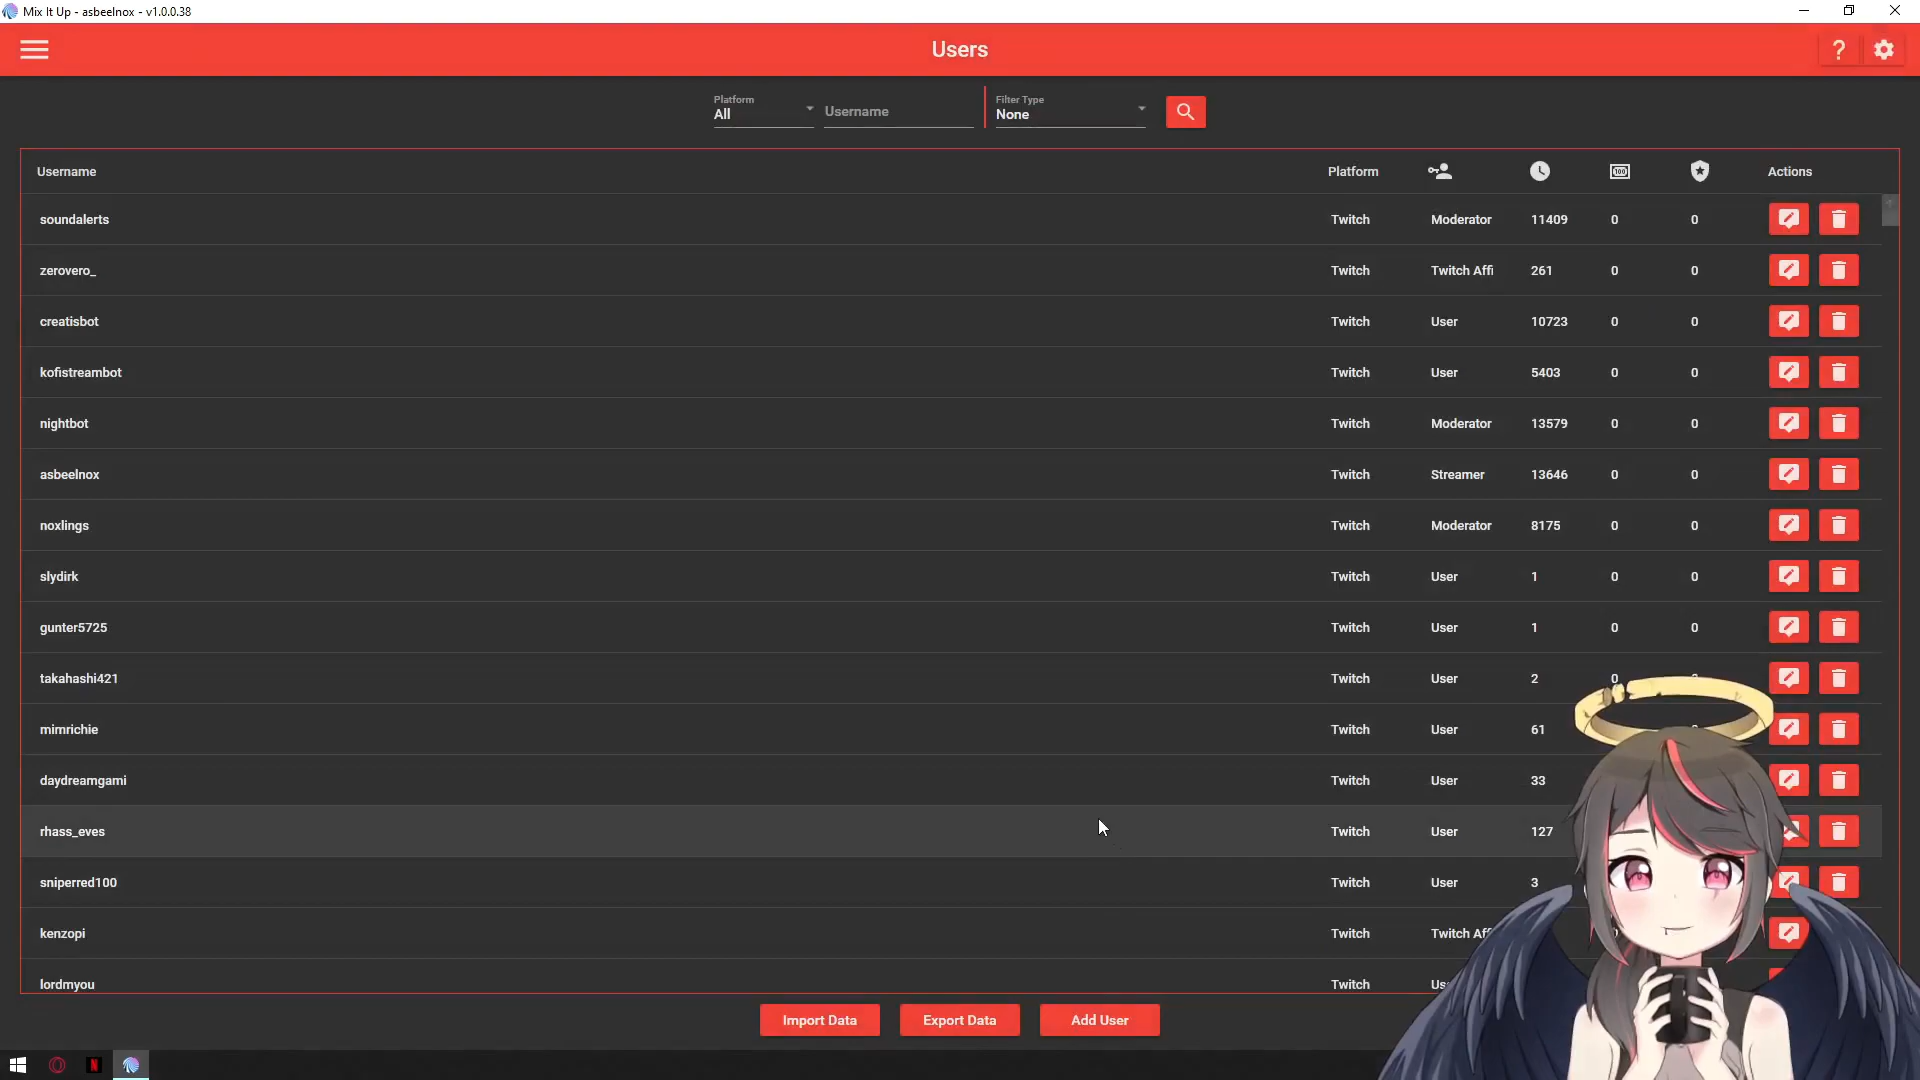 Mix It Up - asbeelnox - v1.0.0.38
Users
?
Platform
All
Username
Filter Type
None
Username Platform 100 Actions
soundalerts Twitch Moderator 11409 0 0
zerovero_ Twitch Twitch Affi 261 0 0
creatisbot Twitch User 10723 0 0
kofistreambot Twitch User 5403 0 0
nightbot Twitch Moderator 13579 0 0
asbeelnox Twitch Streamer 13646 0 0
noxlings Twitch Moderator 8175 0 0
slydirk Twitch User 1 0 0
gunter5725 Twitch User 1 0 0
takahashi421 Twitch User 2 0
mimrichie Twitch User 61
daydreamgami Twitch User 33
rhass_eves Twitch User 127
sniperred100 Twitch User 3
kenzopi Twitch Twitch Aff
lordmyou Twitch Us
Import Data Export Data Add User